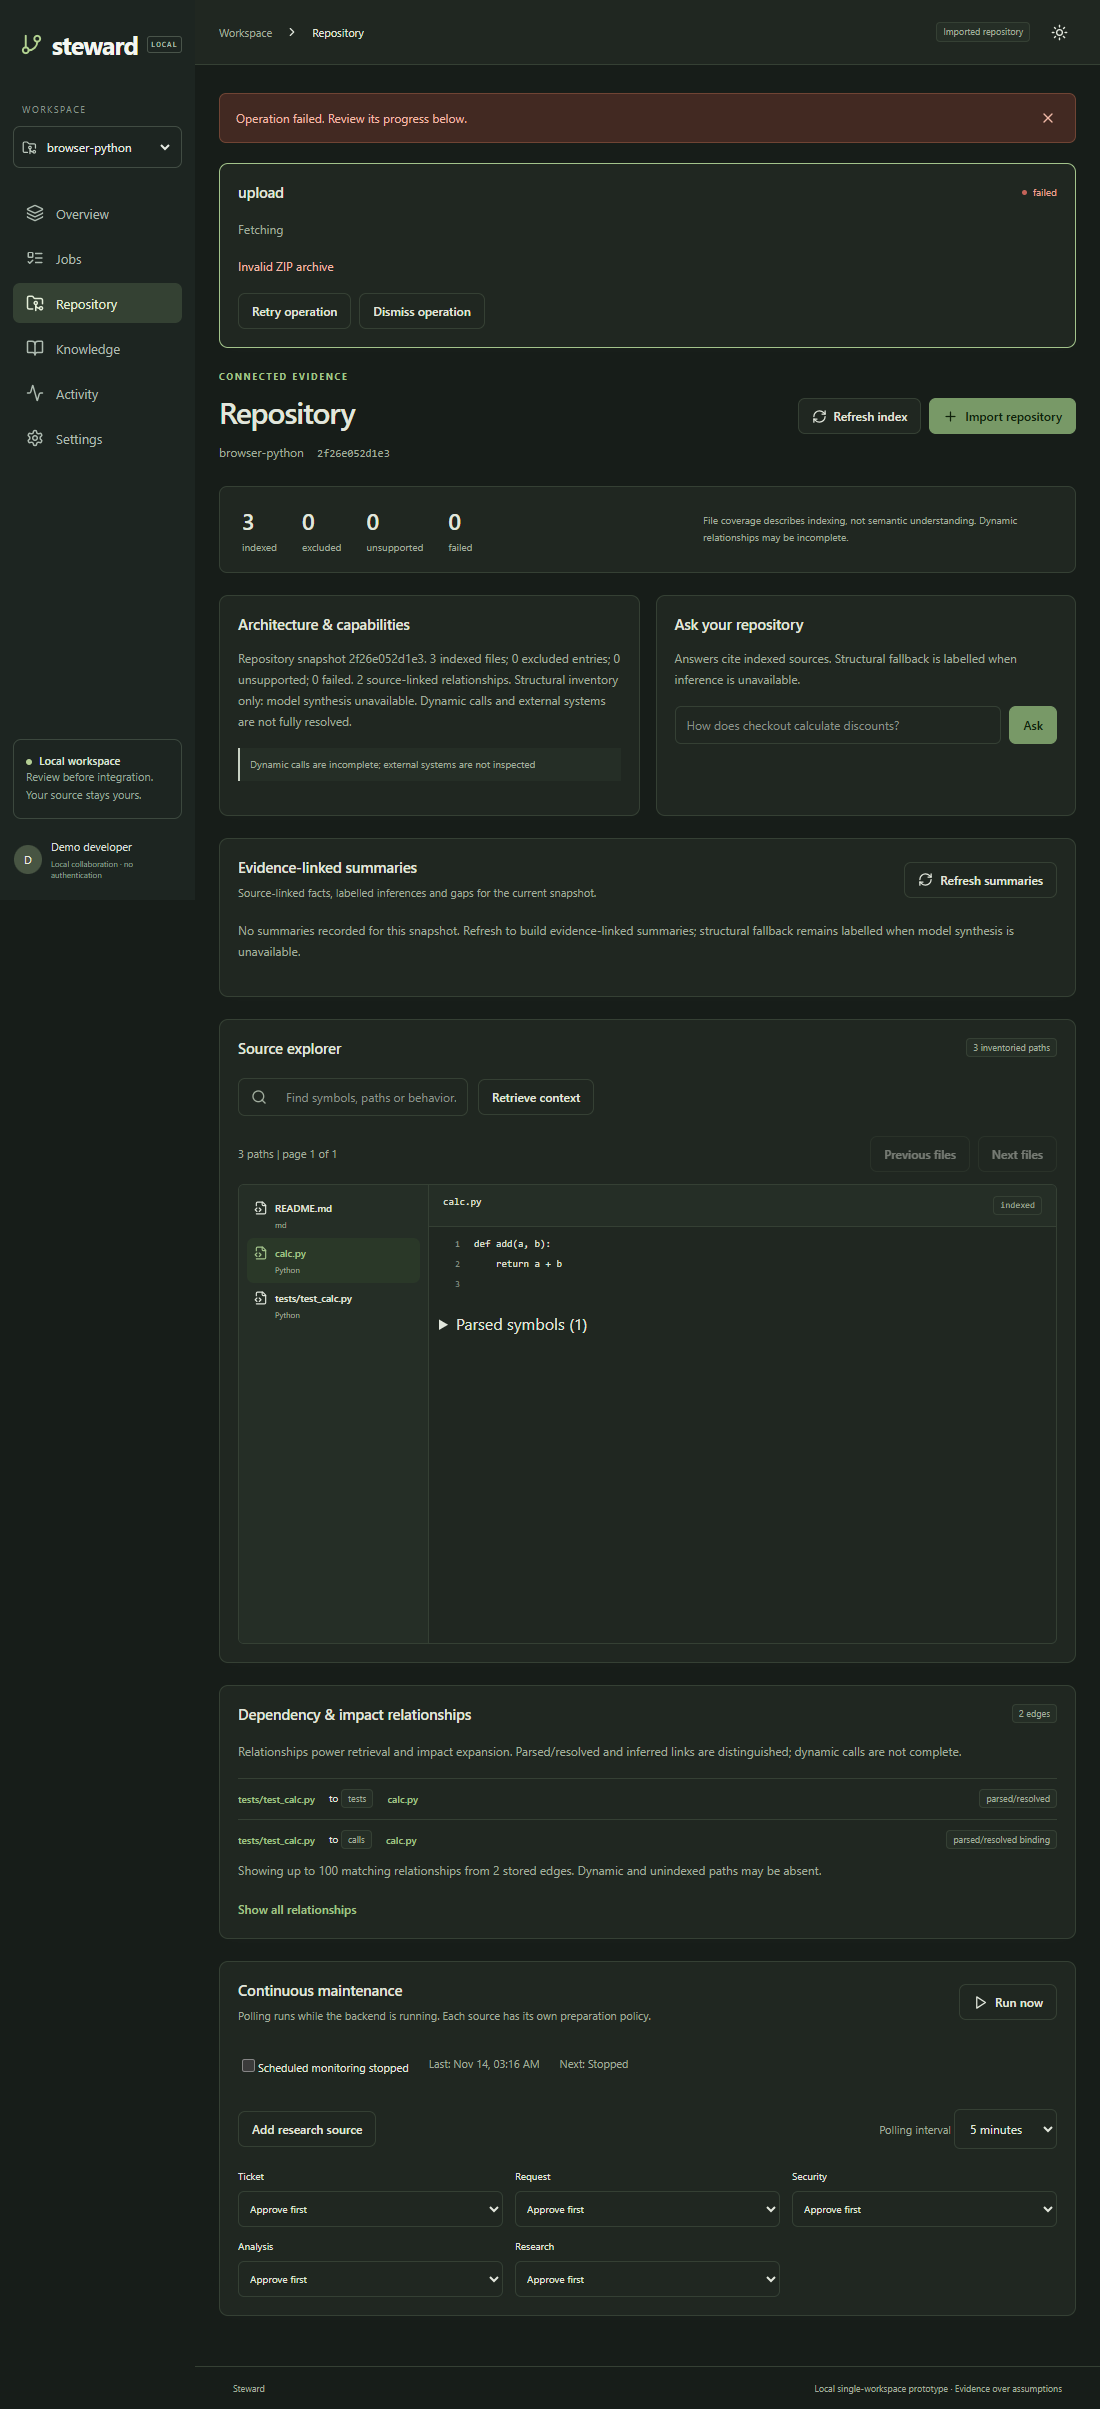 steward LOCAL
WORKSPACE
browser-python
Overview
Jobs
Repository
Knowledge
Activity
Settings
Local workspace
Review before integration.
Your source stays yours.
D
Demo developer
Local collaboration · no
authentication
Workspace > Repository
Imported repository
Operation failed. Review its progress below.
upload
failed
Fetching
Invalid ZIP archive
Retry operation
Dismiss operation
CONNECTED EVIDENCE
Repository
Refresh index
Import repository
browser-python 2f26e052d1e3
3 indexed
0 excluded
0 unsupported
0 failed
File coverage describes indexing, not semantic understanding. Dynamic
relationships may be incomplete.
Architecture & capabilities
Repository snapshot 2f26e052d1e3. 3 indexed files; 0 excluded entries; 0
unsupported; 0 failed. 2 source-linked relationships. Structural inventory
only: model synthesis unavailable. Dynamic calls and external systems
are not fully resolved.
Dynamic calls are incomplete; external systems are not inspected
Ask your repository
Answers cite indexed sources. Structural fallback is labelled when
inference is unavailable.
How does checkout calculate discounts?
Ask
Evidence-linked summaries
Source-linked facts, labelled inferences and gaps for the current snapshot.
Refresh summaries
No summaries recorded for this snapshot. Refresh to build evidence-linked summaries; structural fallback remains labelled when model synthesis is
unavailable.
Source explorer
3 inventoried paths
Find symbols, paths or behavior.
Retrieve context
3 paths | page 1 of 1
Previous files
Next files
README.md
md
calc.py
Python
tests/test_calc.py
Python
calc.py
indexed
1 def add(a, b):
2 return a + b
3
Parsed symbols (1)
Dependency & impact relationships
2 edges
Relationships power retrieval and impact expansion. Parsed/resolved and inferred links are distinguished; dynamic calls are not complete.
tests/test_calc.py to tests calc.py parsed/resolved
tests/test_calc.py to calls calc.py parsed/resolved binding
Showing up to 100 matching relationships from 2 stored edges. Dynamic and unindexed paths may be absent.
Show all relationships
Continuous maintenance
Polling runs while the backend is running. Each source has its own preparation policy.
Run now
Scheduled monitoring stopped
Last: Nov 14, 03:16 AM
Next: Stopped
Add research source
Polling interval 5 minutes
Ticket
Approve first
Request
Approve first
Security
Approve first
Analysis
Approve first
Research
Approve first
Steward
Local single-workspace prototype · Evidence over assumptions